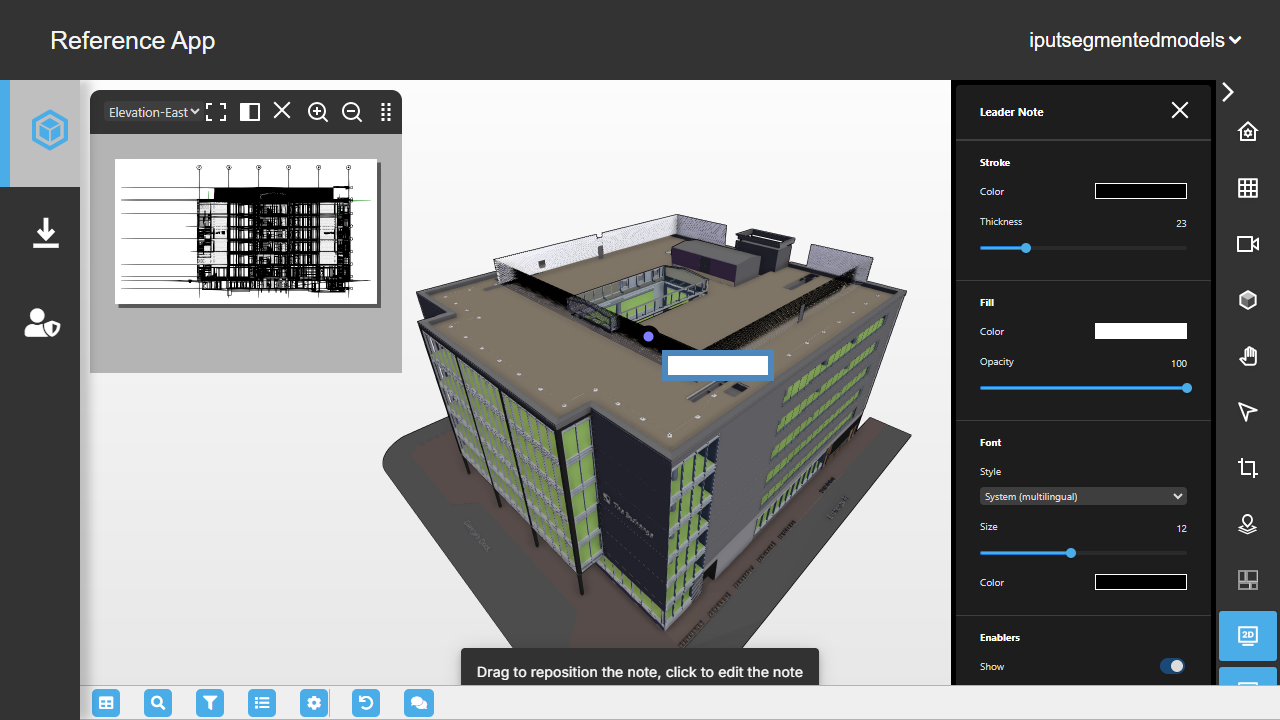 Reference App
iputsegmentedmodels
Elevation-East
Leader Note
Stroke
Color
Thickness
23
Fill
Color
Opacity
100
Font
Style
System (multilingual)
Size
12
Color
Enablers
Show
2D
Drag to reposition the note, click to edit the note